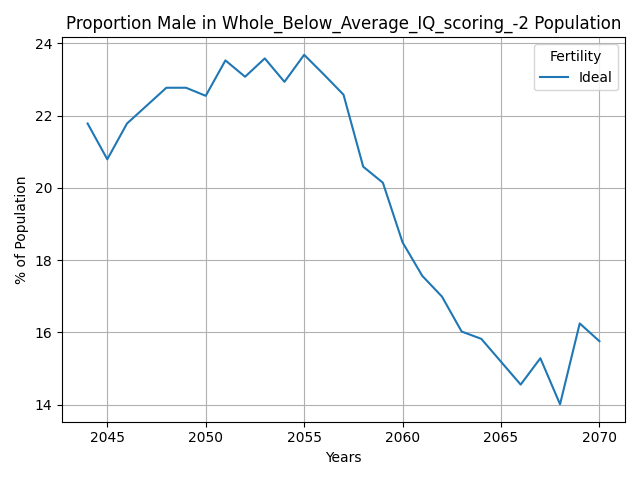 Proportion Male in Whole_Below_Average_IQ_scoring_-2 Population
24
22
20
18
16
14
% of Population
Fertility
Ideal
2045 2050 2055 2060 2065 2070
Years